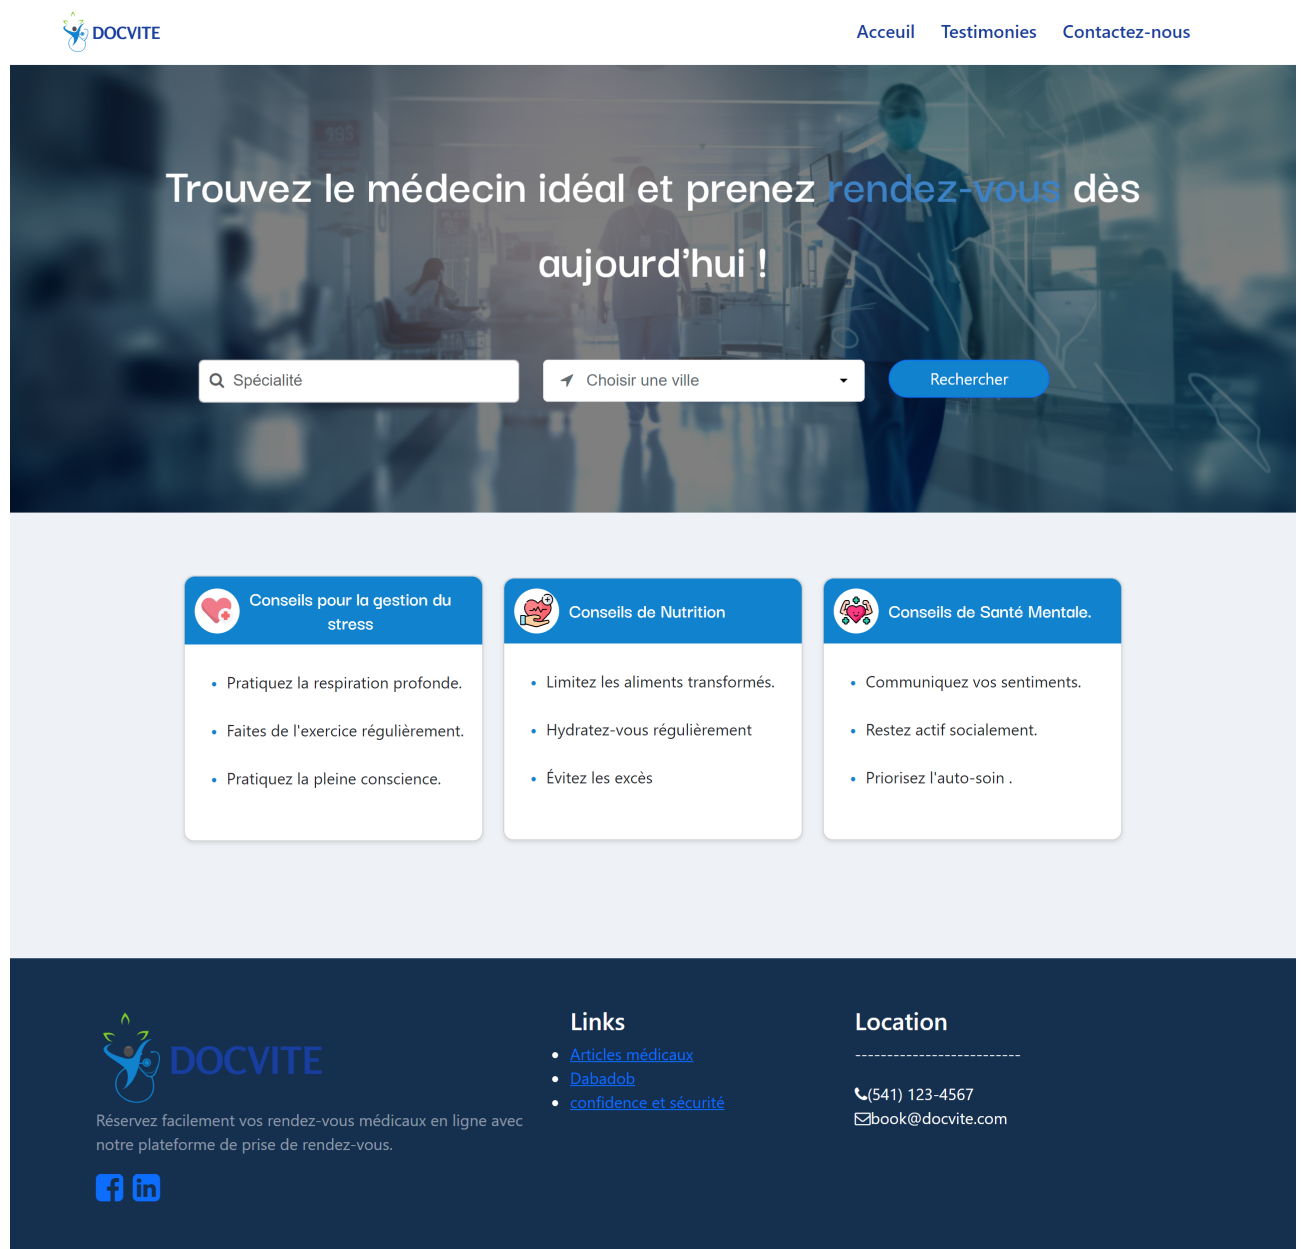 DOCVITE
Acceuil Testimonies Contactez-nous
Trouvez le médecin idéal et prenez rendez-vous dès
aujourd'hui !
Spécialité
Choisir une ville
Rechercher
Conseils pour la gestion du
stress
Pratiquez la respiration profonde.
Faites de l'exercice régulièrement.
Pratiquez la pleine conscience.
Conseils de Nutrition
Limitez les aliments transformés.
Hydratez-vous régulièrement
Évitez les excès
Conseils de Santé Mentale.
Communiquez vos sentiments.
Restez actif socialement.
Priorisez l'auto-soin .
DOCVITE
Réservez facilement vos rendez-vous médicaux en ligne avec
notre plateforme de prise de rendez-vous.
Links
Articles médicaux
Dabadob
confidence et sécurité
Location
--------------------------
(541) 123-4567
book@docvite.com